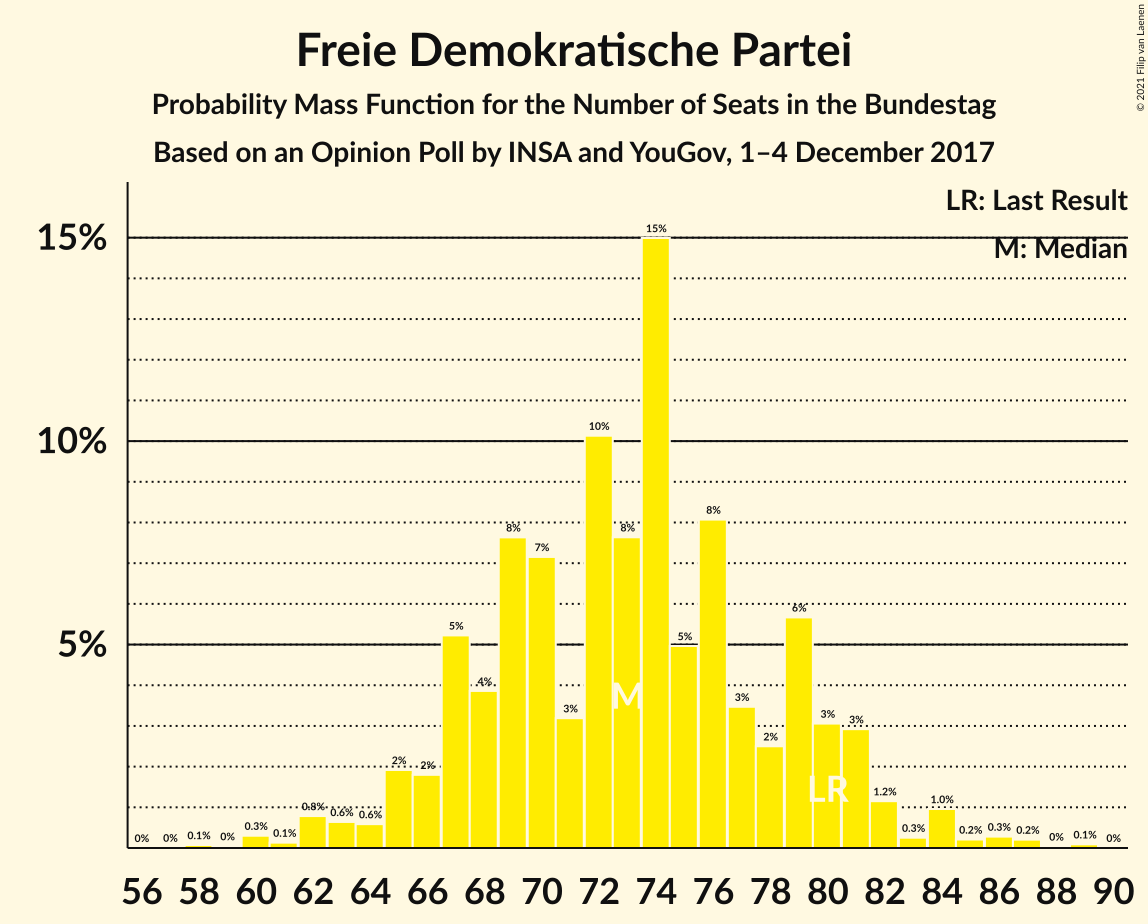 Freie Demokratische Partei
Probability Mass Function for the Number of Seats in the Bundestag
Based on an Opinion Poll by INSA and YouGov, 1–4 December 2017
© 2021 Filip van Laenen
LR: Last Result
M: Median
15%
10%
5%
0% 0% 0.1% 0% 0.3% 0.1% 0.8% 0.6% 0.6% 2% 2% 5% 4% 8% 7% 3% 10% 8% 15% 5% 8% 3% 2% 6% 3% 3% 1.2% 0.3% 1.0% 0.2% 0.3% 0.2% 0% 0.1% 0%
M
LR
56 58 60 62 64 66 68 70 72 74 76 78 80 82 84 86 88 90